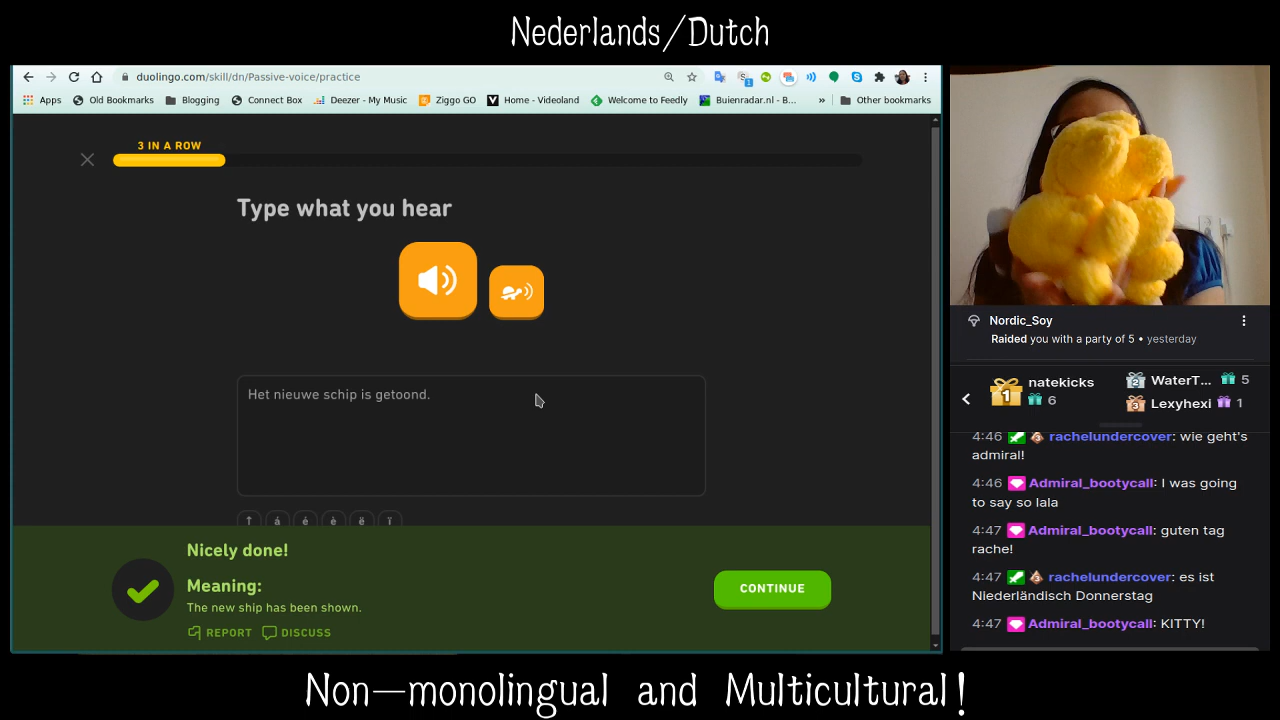 Nederlands/Dutch
duolingo.com/skill/dn/Passive-voice/practice
Apps Old Bookmarks Blogging Connect Box Deezer - My Music Ziggo GO Home - Videoland Welcome to Feedly Buienradar.nl - B... » Other bookmarks
3 IN A ROW
Type what you hear
Het nieuwe schip is getoond.
↑ á é è ë ï
Nicely done!
Meaning:
The new ship has been shown.
REPORT DISCUSS
CONTINUE
Nordic_Soy
Raided you with a party of 5 • yesterday
1 natekicks 6
2 WaterT... 5
3 Lexyhexi 1
4:46 rachelundercover: wie geht's
admiral!
4:46 Admiral_bootycall: I was going
to say so lala
4:47 Admiral_bootycall: guten tag
rache!
4:47 rachelundercover: es ist
Niederländisch Donnerstag
4:47 Admiral_bootycall: KITTY!
Non-monolingual and Multicultural!